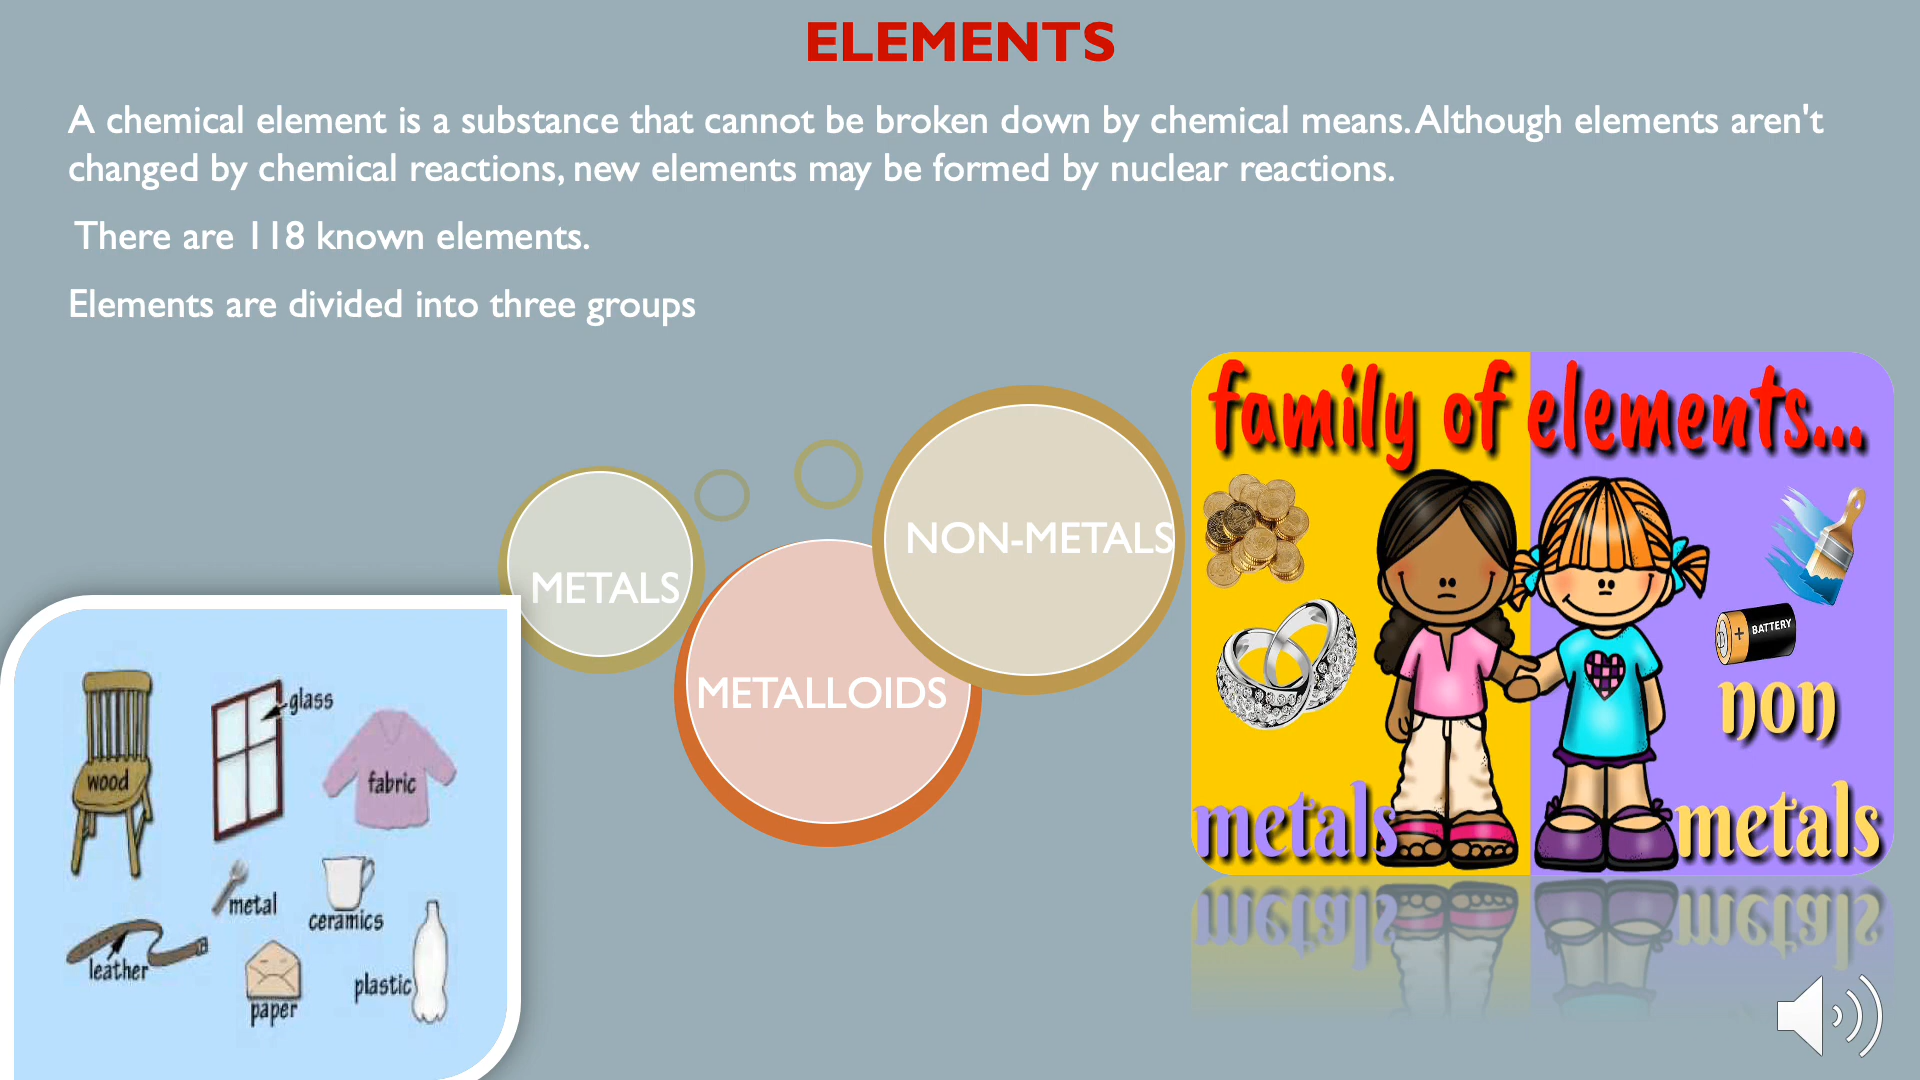 ELEMENTS
A chemical element is a substance that cannot be broken down by chemical means. Although elements aren't
changed by chemical reactions, new elements may be formed by nuclear reactions.
There are 118 known elements.
Elements are divided into three groups
METALS
METALLOIDS
NON-METALS
family of elements...
BATTERY
non
metals
metals
glass
wood
fabric
metal
ceramics
leather
plastic
paper